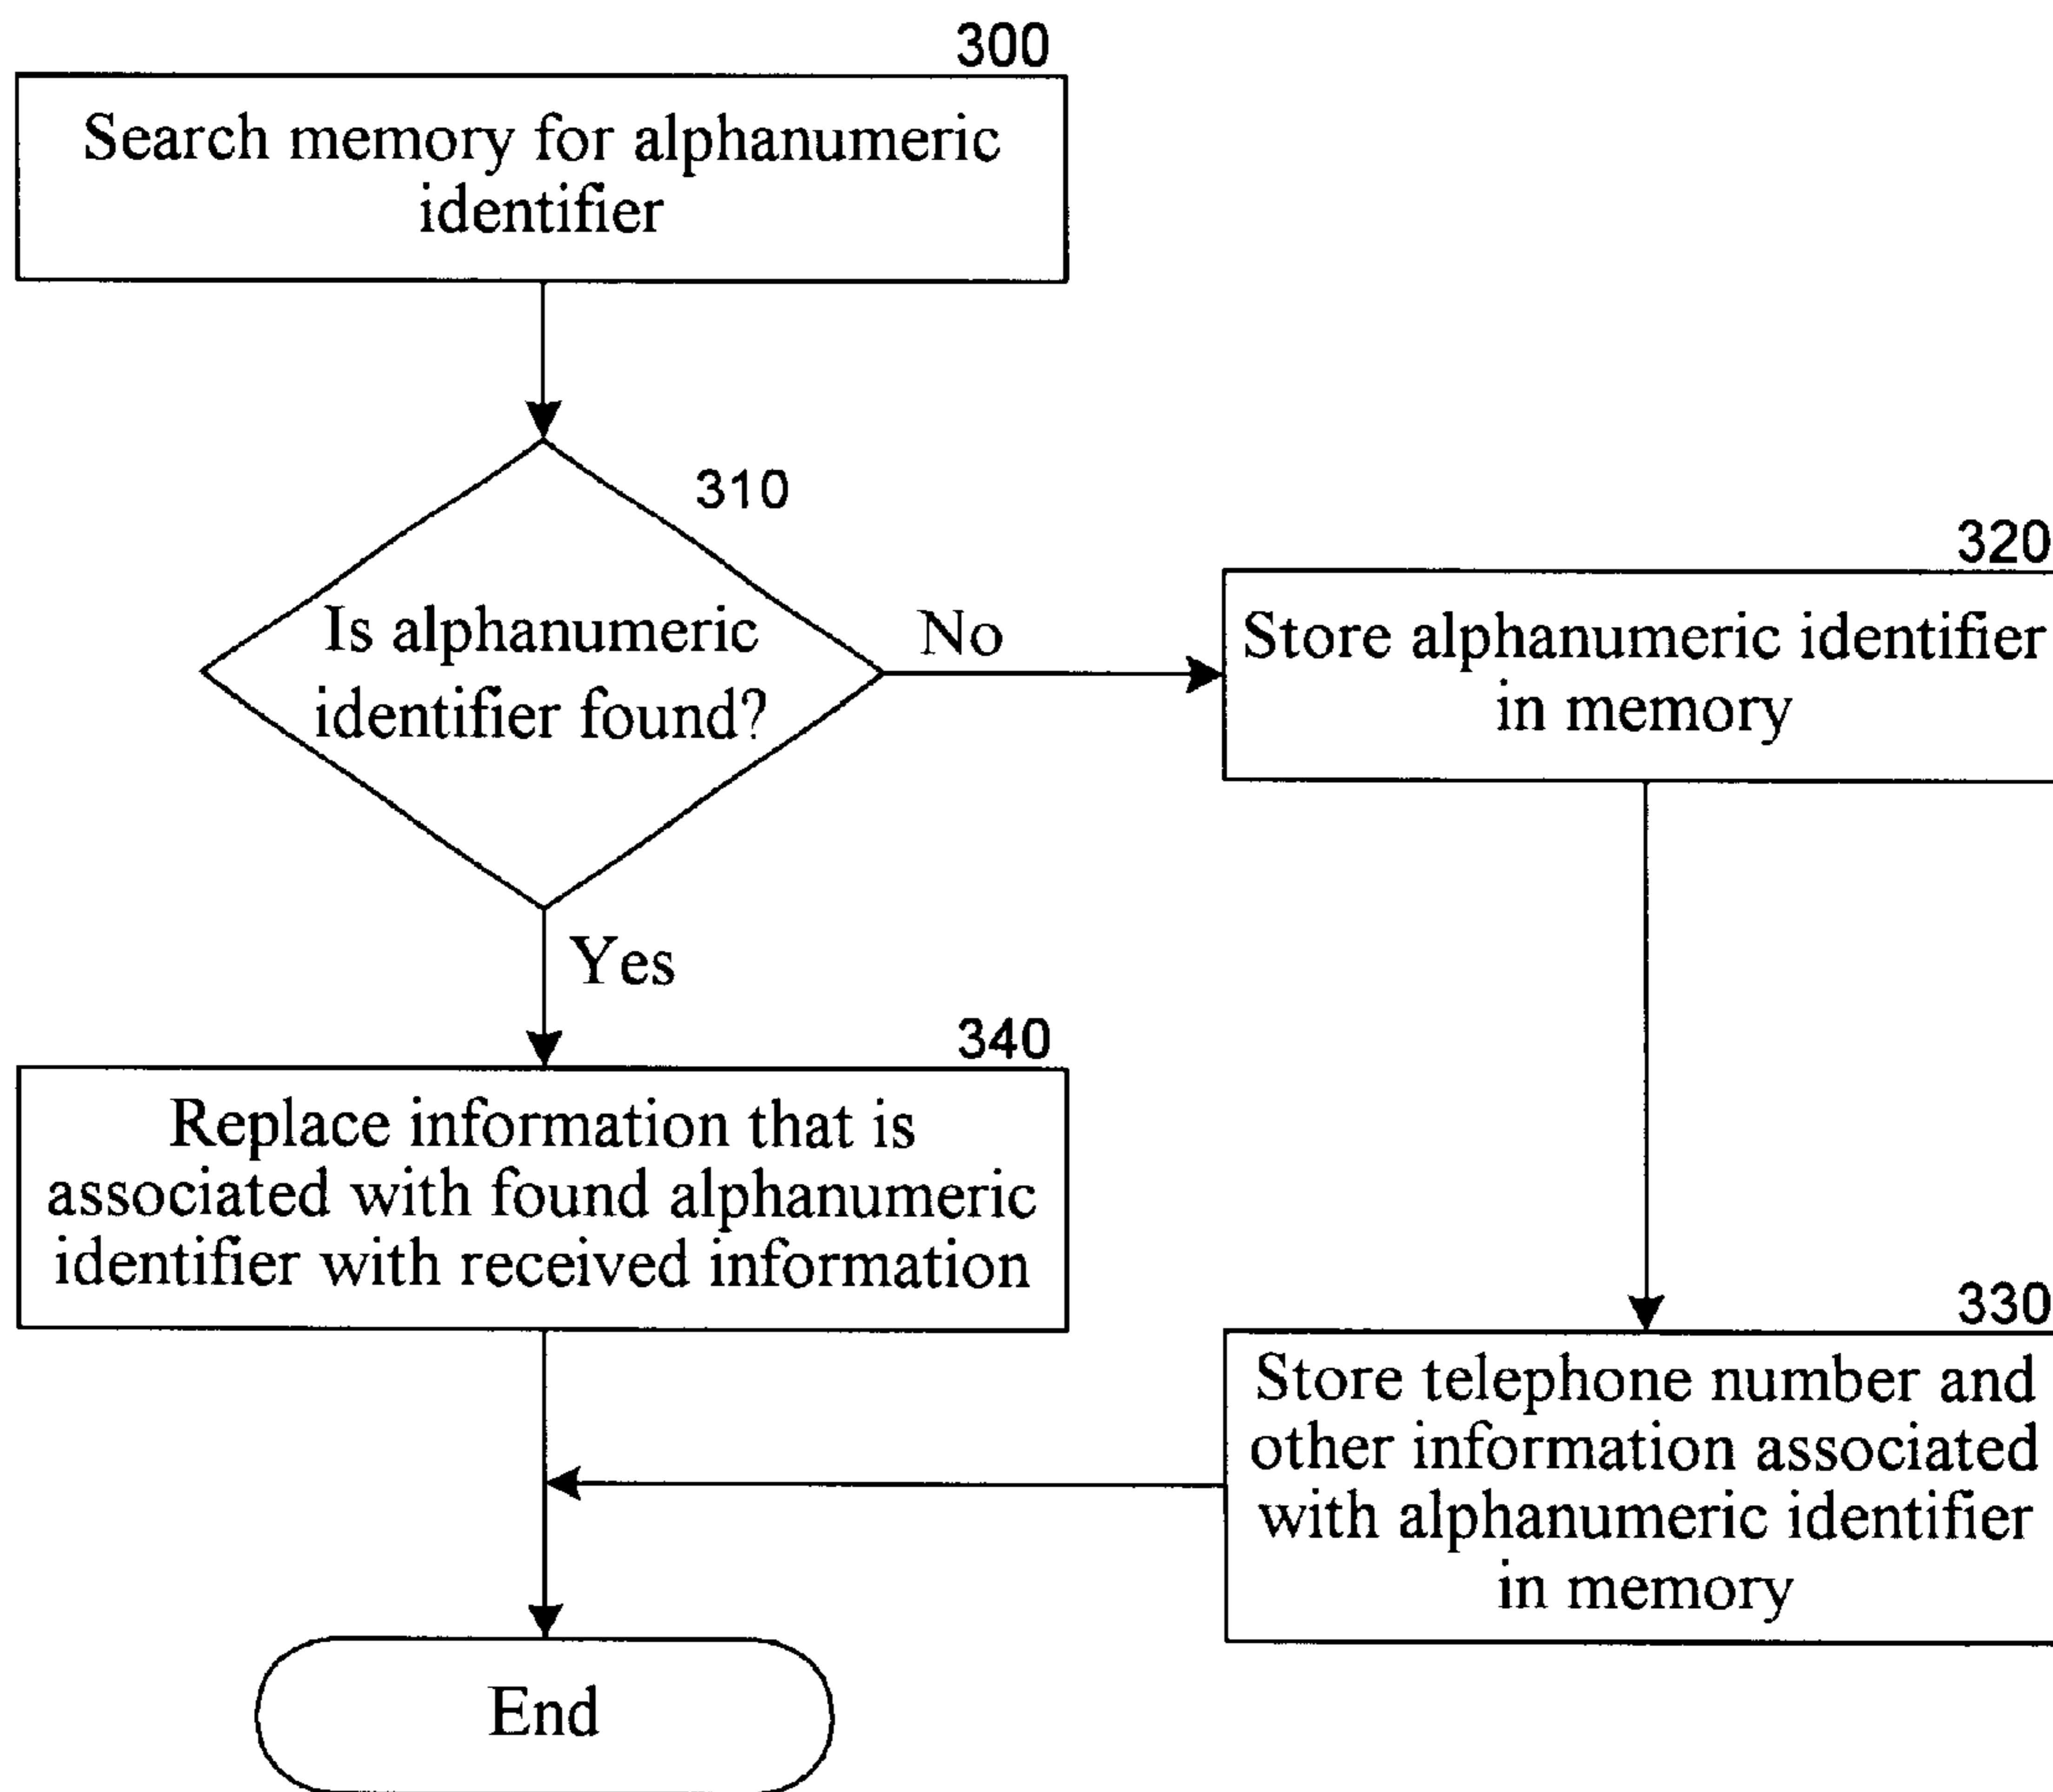 300
Search memory for alphanumeric
identifier
310
Is alphanumeric
identifier found?
No
320
Store alphanumeric identifier
in memory
Yes
340
Replace information that is
associated with found alphanumeric
identifier with received information
330
Store telephone number and
other information associated
with alphanumeric identifier
in memory
End